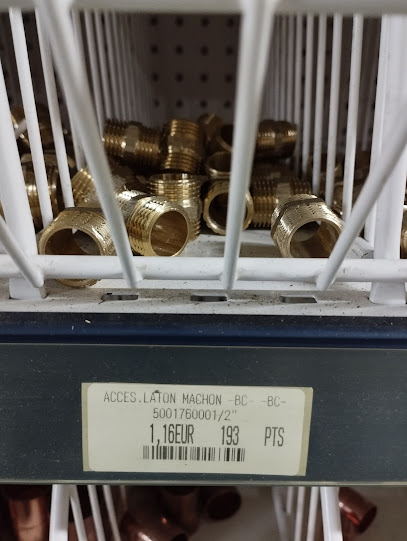 ACCES.LATON MACHON -BC- -BC-
5001760001/2"
1,16EUR 193 PTS